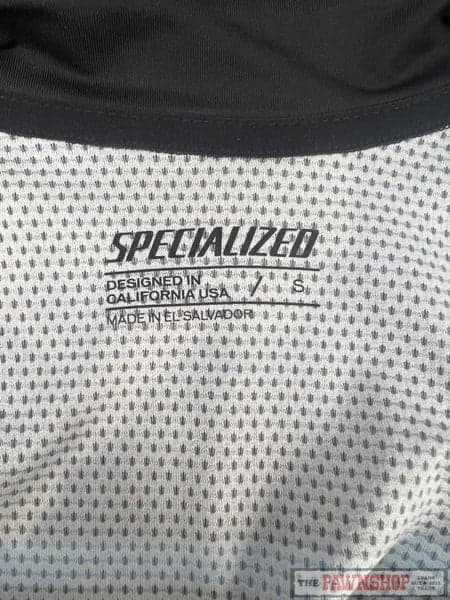 SPECIALIZED
DESIGNED IN
CALIFORNIA USA / S
MADE IN EL SALVADOR
THE PAWNSHOP